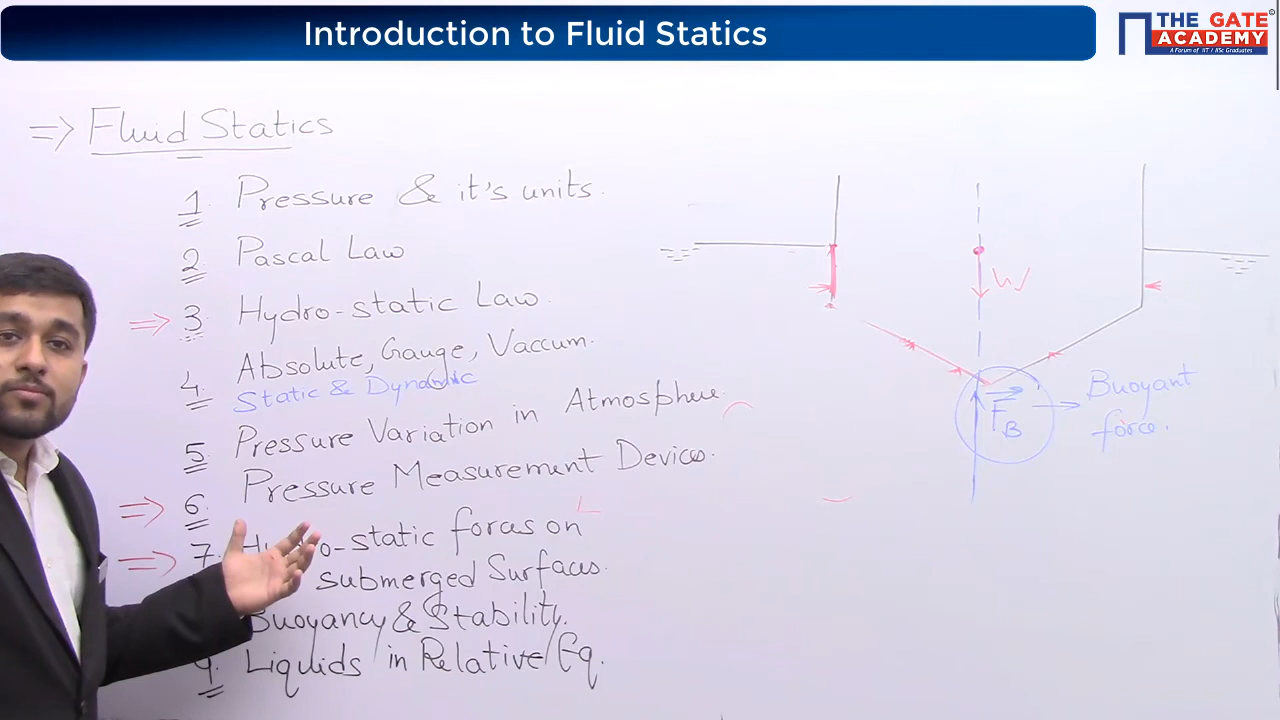 Introduction to Fluid Statics
THE GATE
ACADEMY
A Forum of IIT / IISc Graduates
⇒ Fluid Statics
1 Pressure & it's units.
2 Pascal Law
⇒ 3 Hydro-static Law.
4 Absolute, Gauge, Vaccum.
Static & Dynamic
5 Pressure Variation in Atmosphere.
⇒ 6 Pressure Measurement Devices.
⇒ 7. Hydro-static forces on
submerged Surfaces.
Buoyancy & Stability.
9. Liquids in Relative Eq.
W
F_B → Buoyant
force.